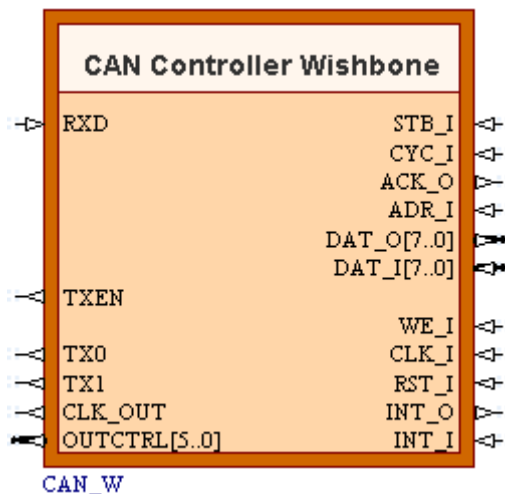 CAN Controller Wishbone
RXD
STB_I
CYC_I
ACK_O
ADR_I
DAT_O[7..0]
DAT_I[7..0]
TXEN
WE_I
TX0
CLK_I
TX1
RST_I
CLK_OUT
INT_O
OUTCTRL[5..0]
INT_I
CAN_W